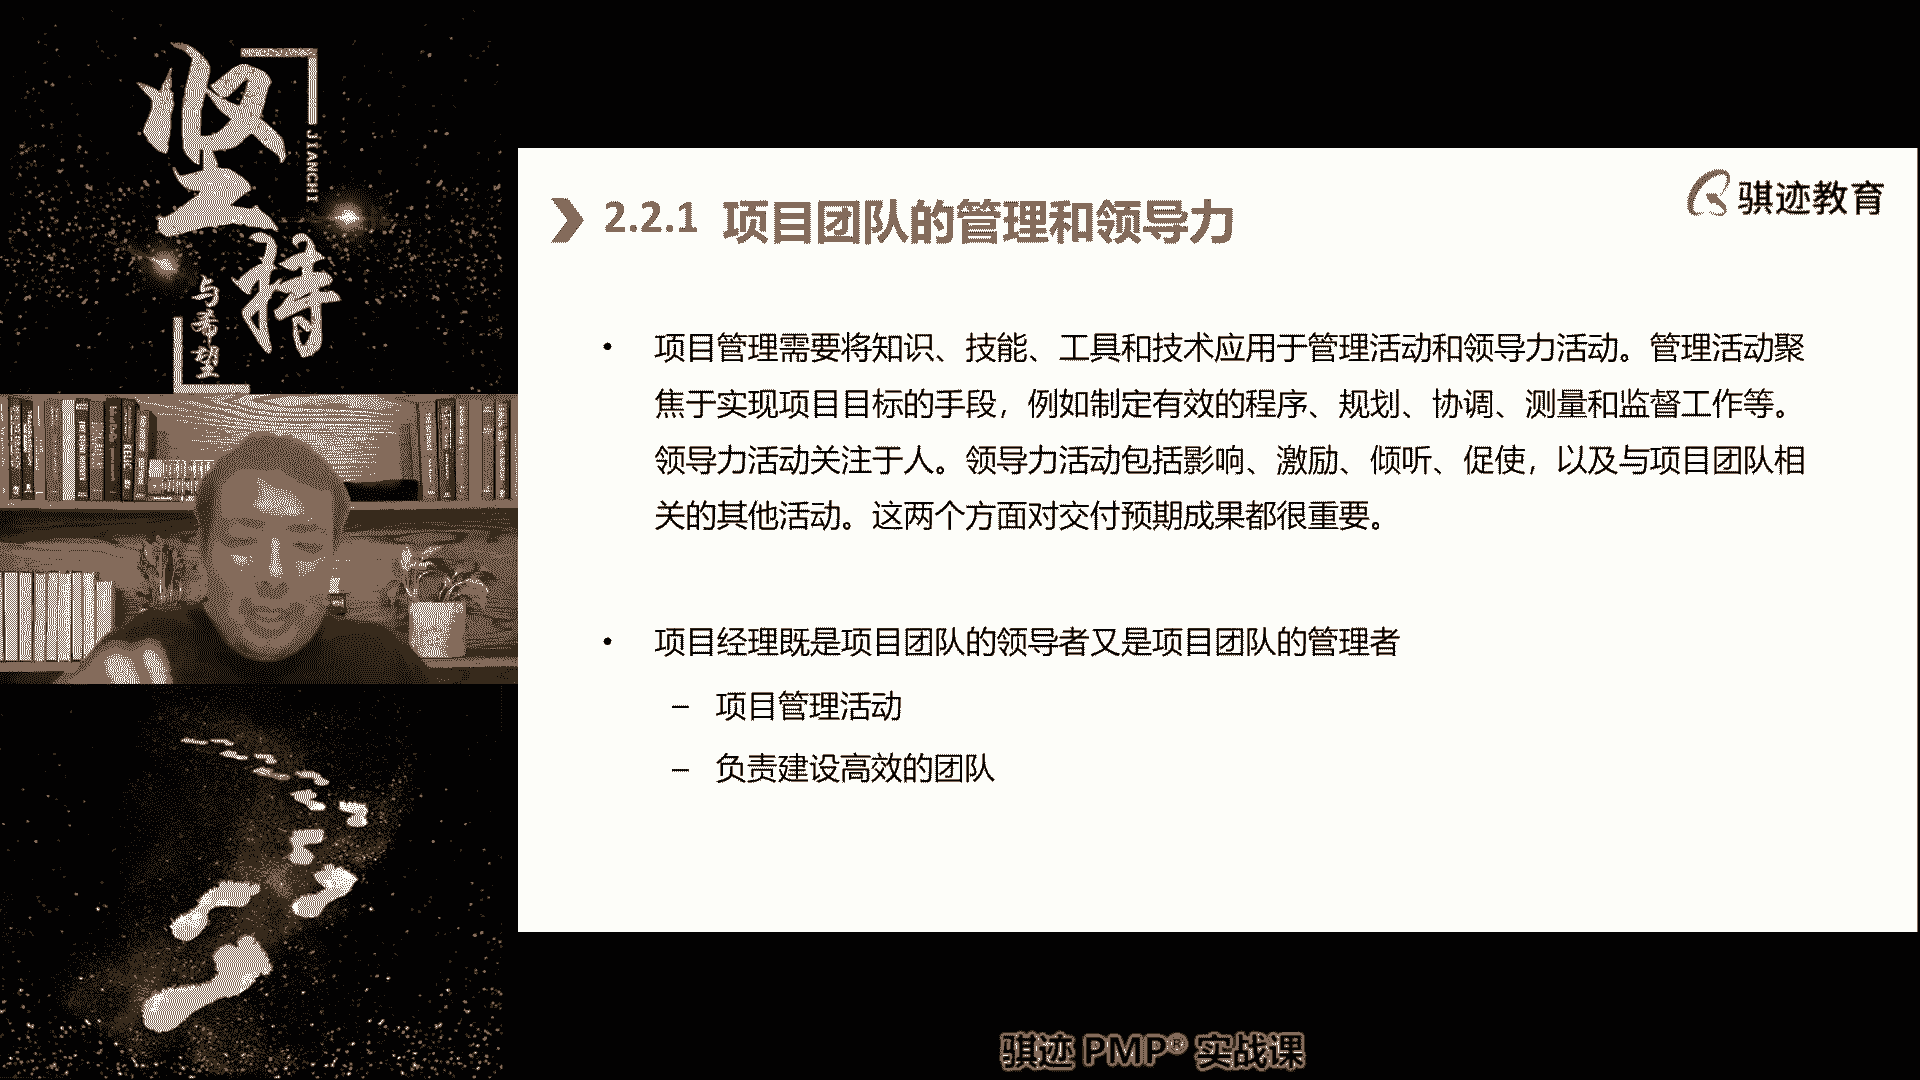 坚持
JIANCHI
与希望
骐迹教育
2.2.1 项目团队的管理和领导力
• 项目管理需要将知识、技能、工具和技术应用于管理活动和领导力活动。管理活动聚
焦于实现项目目标的手段，例如制定有效的程序、规划、协调、测量和监督工作等。
领导力活动关注于人。领导力活动包括影响、激励、倾听、促使，以及与项目团队相
关的其他活动。这两个方面对交付预期成果都很重要。
• 项目经理既是项目团队的领导者又是项目团队的管理者
– 项目管理活动
– 负责建设高效的团队
骐迹 PMP® 实战课